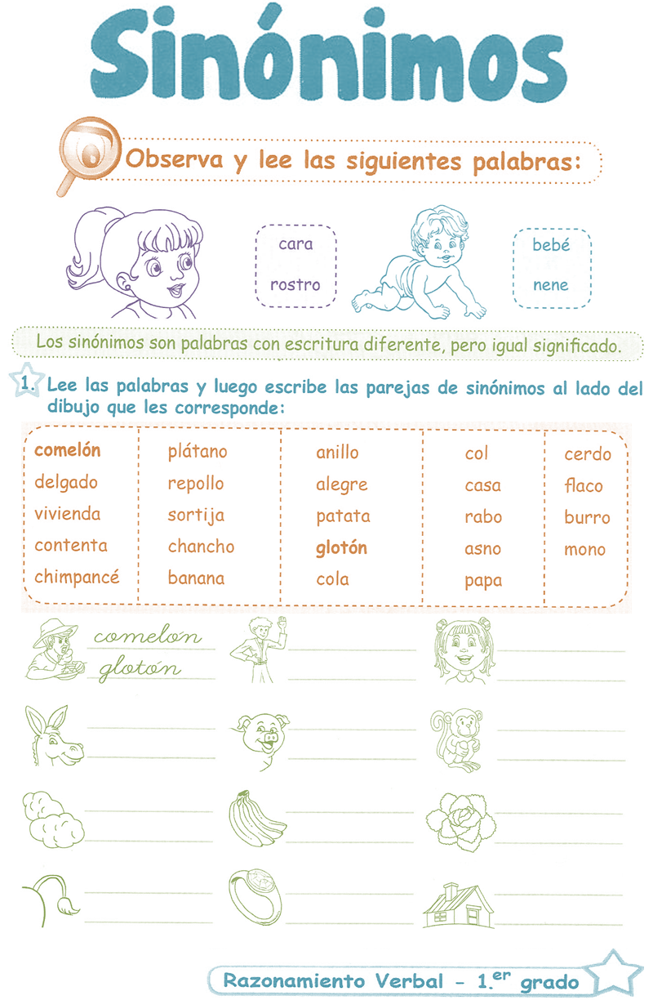 Sinónimos
Observa y lee las siguientes palabras:
cara
rostro
bebé
nene
Los sinónimos son palabras con escritura diferente, pero igual significado.
1. Lee las palabras y luego escribe las parejas de sinónimos al lado del
dibujo que les corresponde:
comelón plátano anillo col cerdo
delgado repollo alegre casa flaco
vivienda sortija patata rabo burro
contenta chancho glotón asno mono
chimpancé banana cola papa
comelón
glotón
Razonamiento Verbal - 1.er grado